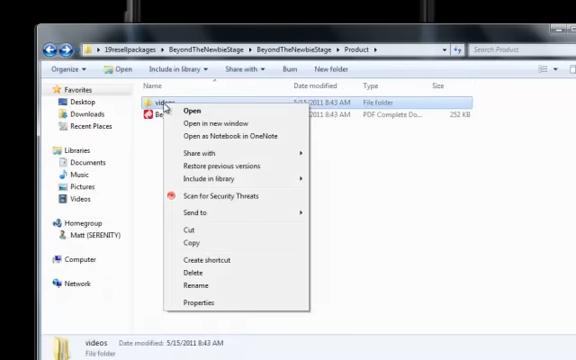 19resellpackages ▸ BeyondTheNewbieStage ▸ BeyondTheNewbieStage ▸ Product ▸
Search Product
Organize Open Include in library Share with Burn New folder
Favorites
Desktop
Downloads
Recent Places
Libraries
Documents
Music
Pictures
Videos
Homegroup
Matt (SERENITY)
Computer
Network
Name Date modified Type Size
videos 5/15/2011 8:43 AM File folder
Be 8:43 AM PDF Complete Do... 252 KB
Open
Open in new window
Open as Notebook in OneNote
Share with
Restore previous versions
Include in library
Scan for Security Threats
Send to
Cut
Copy
Create shortcut
Delete
Rename
Properties
videos Date modified: 5/15/2011 8:43 AM
File folder